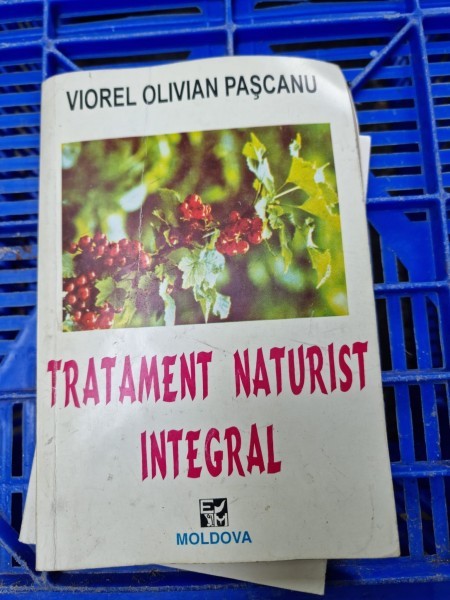 VIOREL OLIVIAN PAŞCANU
TRATAMENT NATURIST
INTEGRAL
MOLDOVA